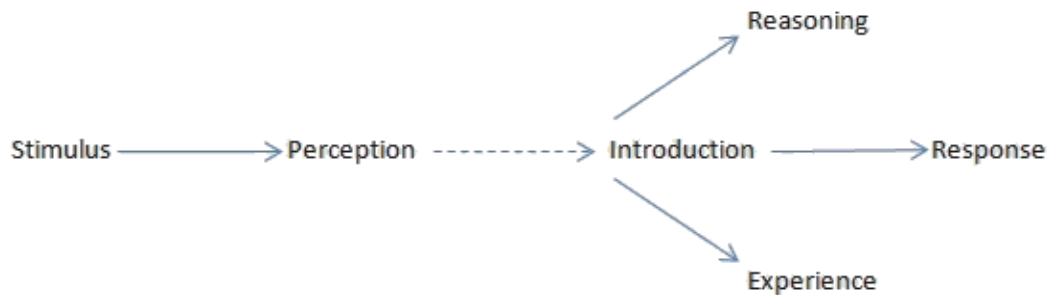 Reasoning
Stimulus Perception Introduction Response
Experience